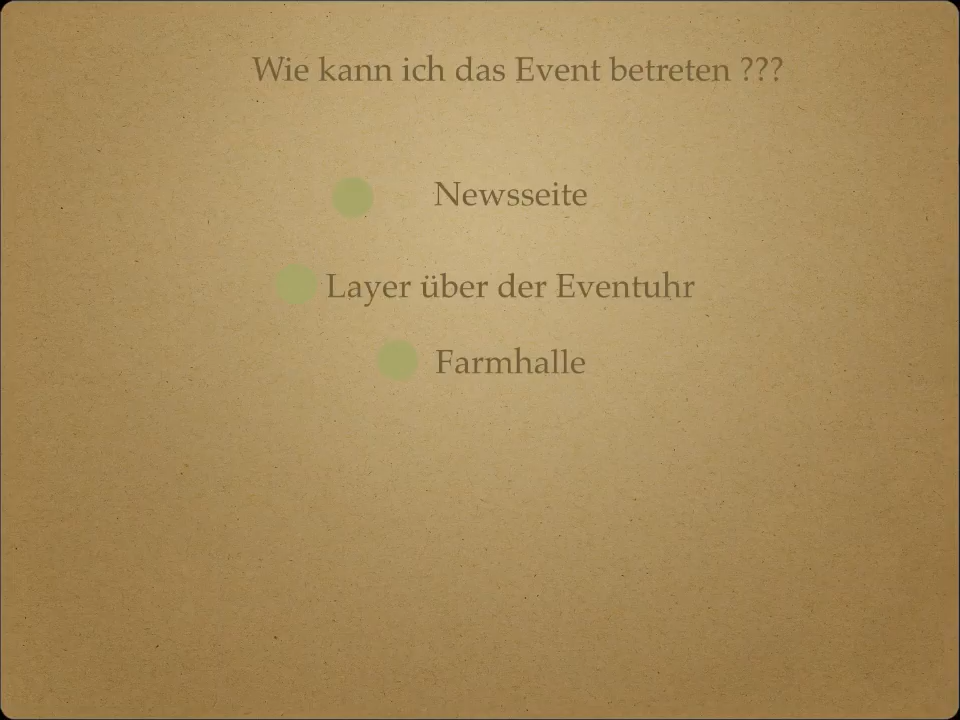 Wie kann ich das Event betreten ???
Newsseite
Layer über der Eventuhr
Farmhalle